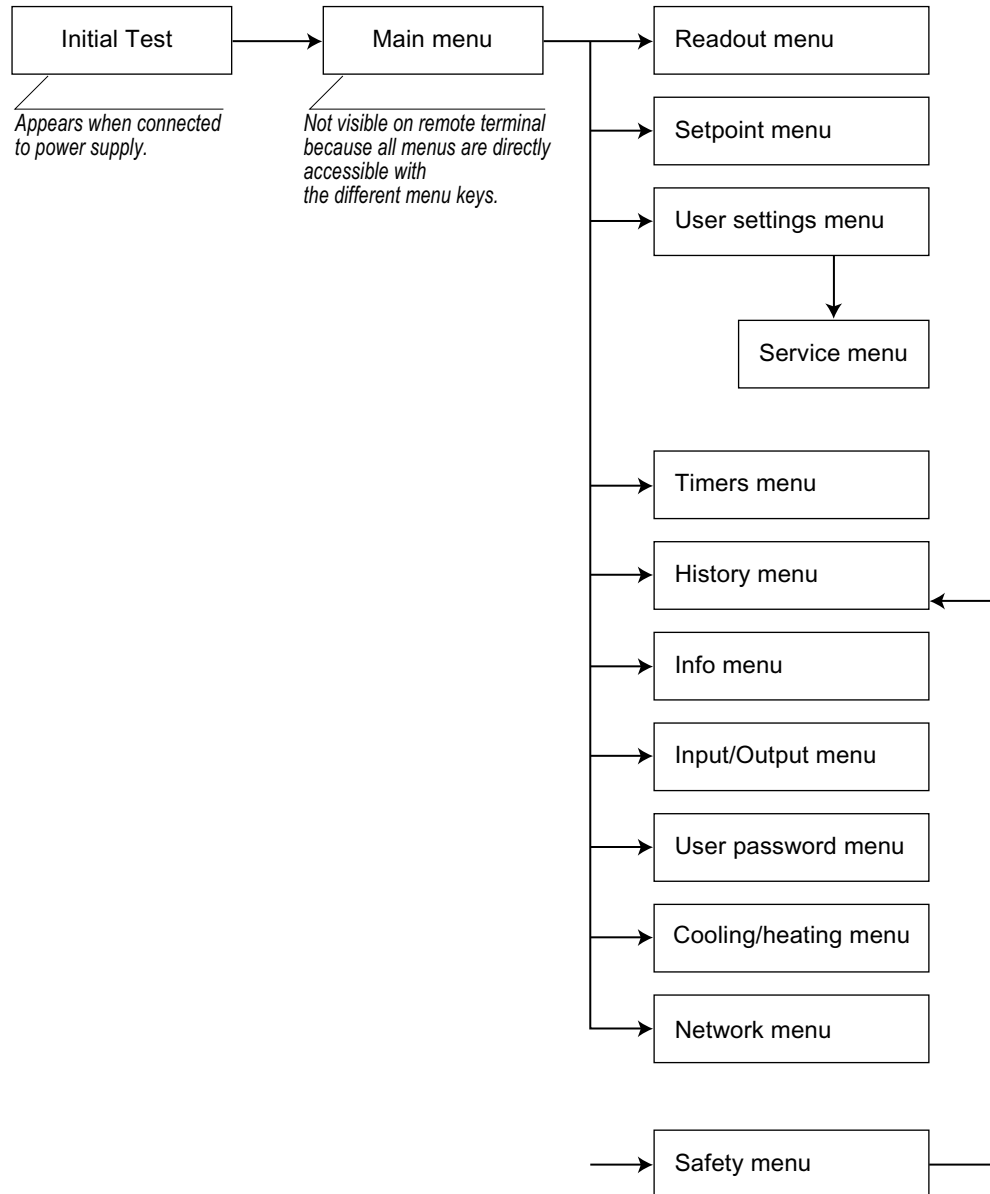 Initial Test
Main menu
Readout menu
Appears when connected
to power supply.
Not visible on remote terminal
because all menus are directly
accessible with
the different menu keys.
Setpoint menu
User settings menu
Service menu
Timers menu
History menu
Info menu
Input/Output menu
User password menu
Cooling/heating menu
Network menu
Safety menu